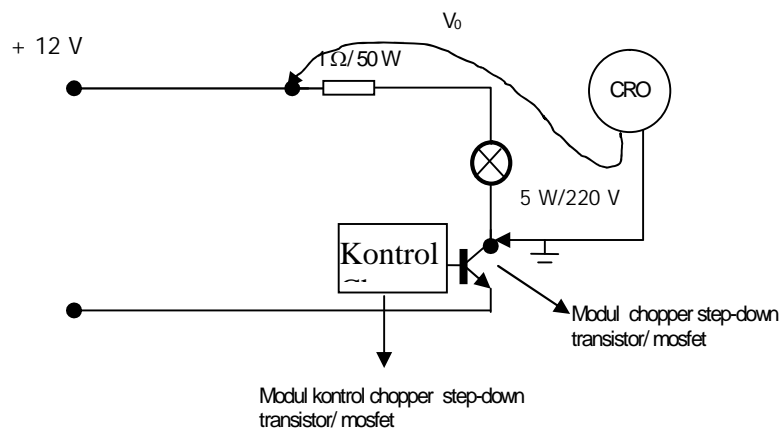 V₀
+ 12 V
1 Ω/ 50 W
CRO
5 W/220 V
Kontrol
Modul chopper step-down
transistor/ mosfet
Modul kontrol chopper step-down
transistor/ mosfet